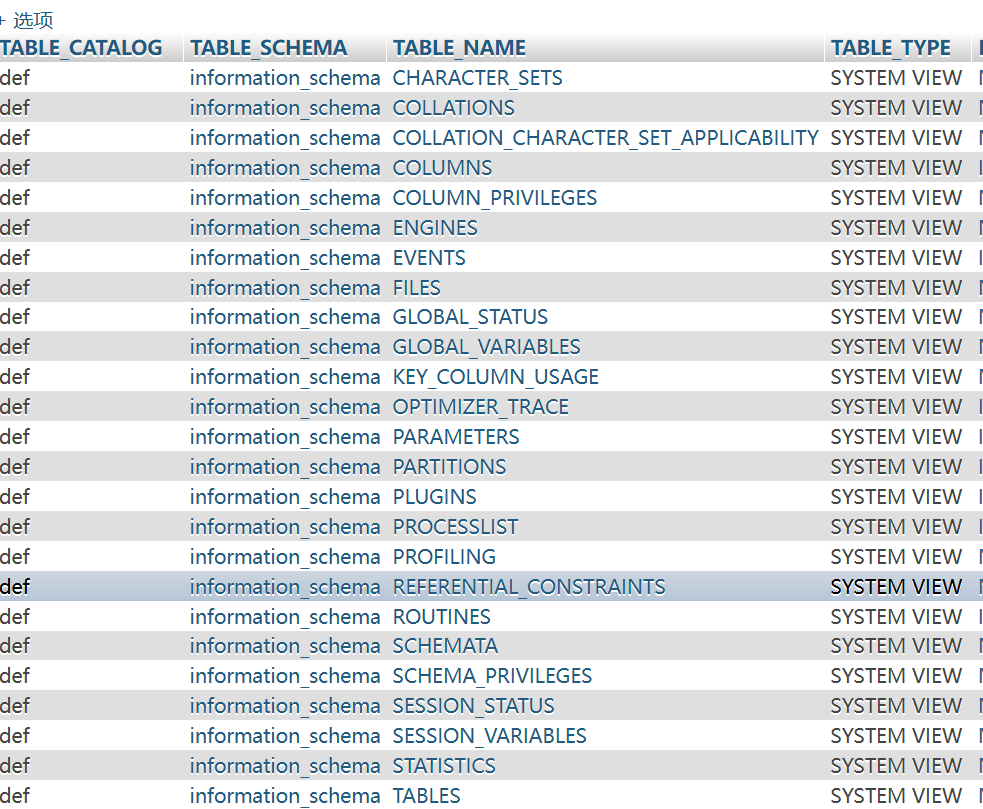 + 选项
TABLE_CATALOG TABLE_SCHEMA TABLE_NAME TABLE_TYPE
def information_schema CHARACTER_SETS SYSTEM VIEW
def information_schema COLLATIONS SYSTEM VIEW
def information_schema COLLATION_CHARACTER_SET_APPLICABILITY SYSTEM VIEW
def information_schema COLUMNS SYSTEM VIEW
def information_schema COLUMN_PRIVILEGES SYSTEM VIEW
def information_schema ENGINES SYSTEM VIEW
def information_schema EVENTS SYSTEM VIEW
def information_schema FILES SYSTEM VIEW
def information_schema GLOBAL_STATUS SYSTEM VIEW
def information_schema GLOBAL_VARIABLES SYSTEM VIEW
def information_schema KEY_COLUMN_USAGE SYSTEM VIEW
def information_schema OPTIMIZER_TRACE SYSTEM VIEW
def information_schema PARAMETERS SYSTEM VIEW
def information_schema PARTITIONS SYSTEM VIEW
def information_schema PLUGINS SYSTEM VIEW
def information_schema PROCESSLIST SYSTEM VIEW
def information_schema PROFILING SYSTEM VIEW
def information_schema REFERENTIAL_CONSTRAINTS SYSTEM VIEW
def information_schema ROUTINES SYSTEM VIEW
def information_schema SCHEMATA SYSTEM VIEW
def information_schema SCHEMA_PRIVILEGES SYSTEM VIEW
def information_schema SESSION_STATUS SYSTEM VIEW
def information_schema SESSION_VARIABLES SYSTEM VIEW
def information_schema STATISTICS SYSTEM VIEW
def information_schema TABLES SYSTEM VIEW